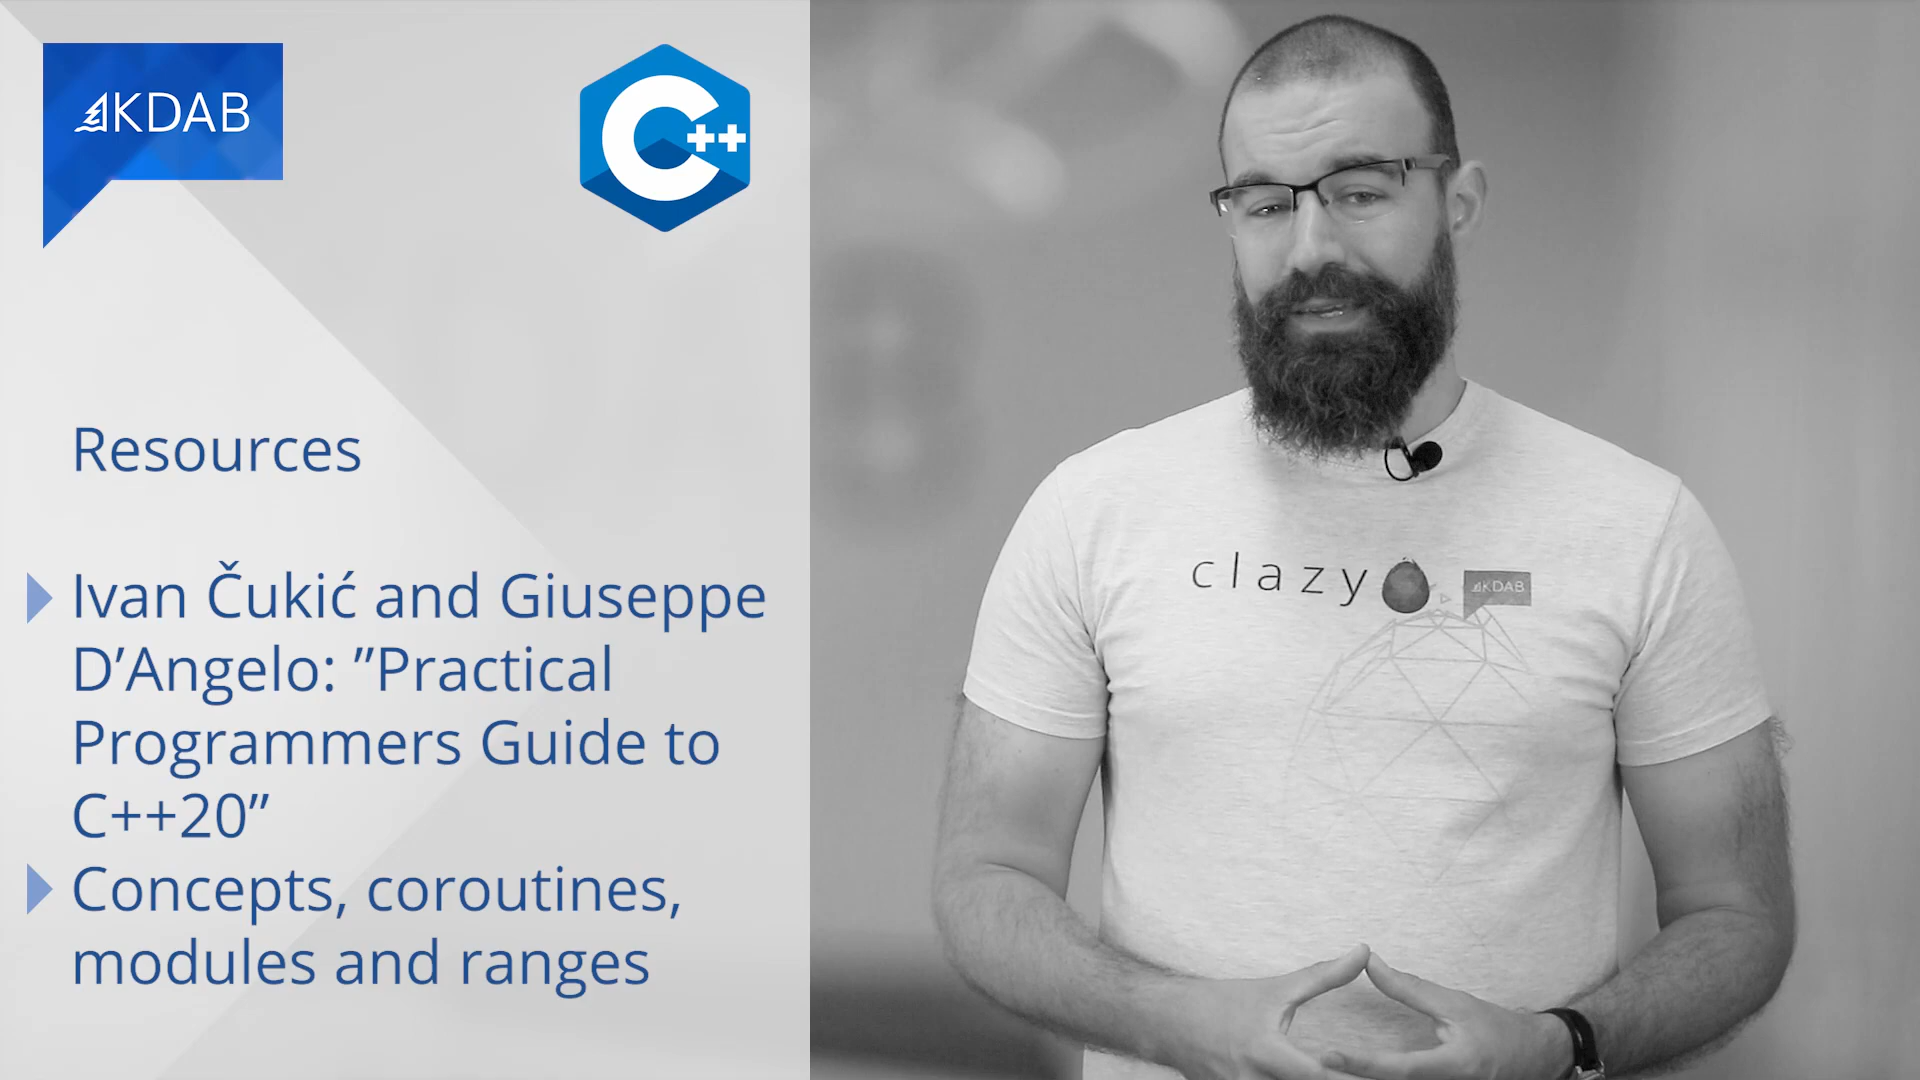 KDAB
C++
Resources
Ivan Čukić and Giuseppe
D’Angelo: ”Practical
Programmers Guide to
C++20”
Concepts, coroutines,
modules and ranges
clazy
KDAB